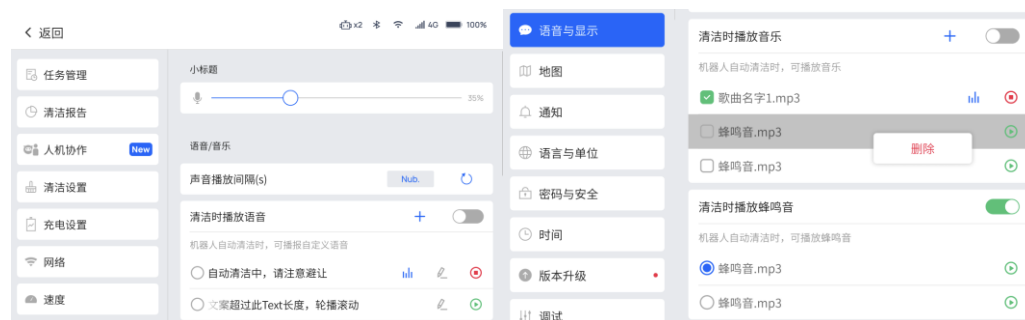 返回
x2 4G 100%
任务管理
清洁报告
人机协作 New
清洁设置
充电设置
网络
速度
小标题
35%
语音/音乐
声音播放间隔(s) Nub.
清洁时播放语音
机器人自动清洁时，可播报自定义语音
自动清洁中，请注意避让
文案超过此Text长度，轮播滚动
语音与显示
地图
通知
语言与单位
密码与安全
时间
版本升级
调试
清洁时播放音乐
机器人自动清洁时，可播放音乐
歌曲名字1.mp3
蜂鸣音.mp3
删除
蜂鸣音.mp3
清洁时播放蜂鸣音
机器人自动清洁时，可播放蜂鸣音
蜂鸣音.mp3
蜂鸣音.mp3